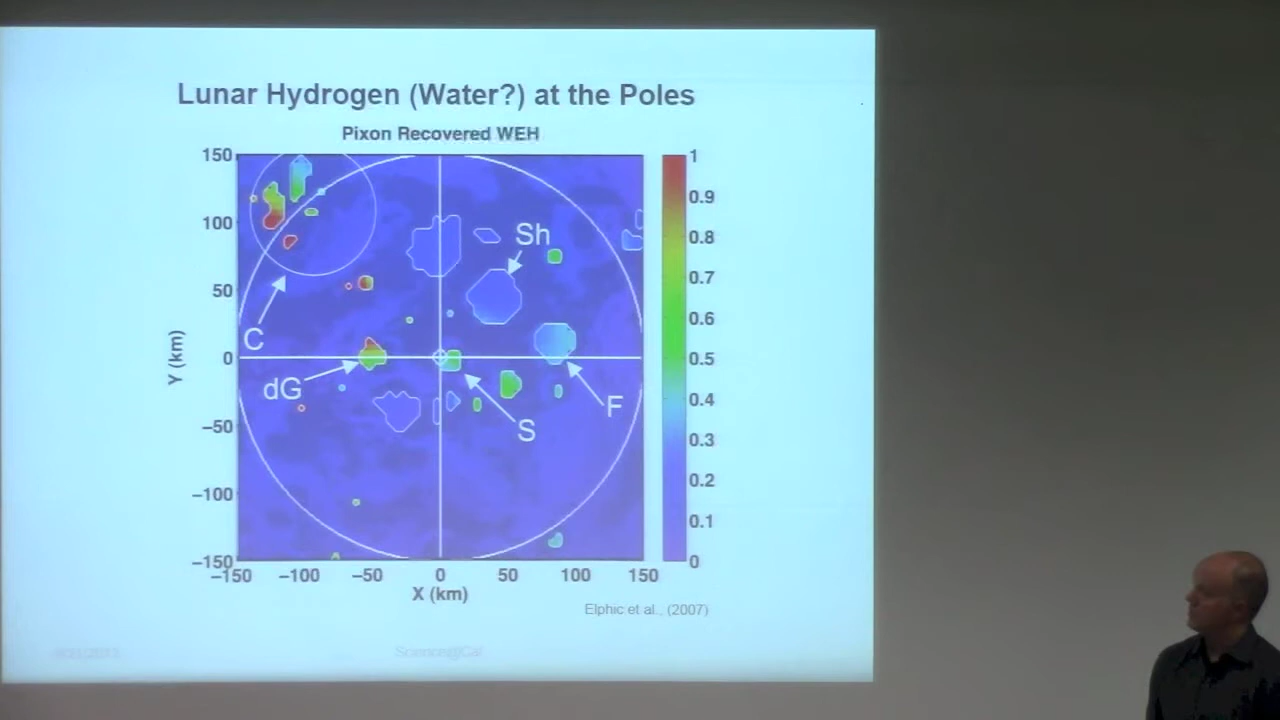 Lunar Hydrogen (Water?) at the Poles
Pixon Recovered WEH
150
100
50
0
−50
−100
−150
Y (km)
−150 −100 −50 0 50 100 150
X (km)
C
dG
Sh
F
S
1
0.9
0.8
0.7
0.6
0.5
0.4
0.3
0.2
0.1
0
Elphic et al., (2007)
Science@Cal